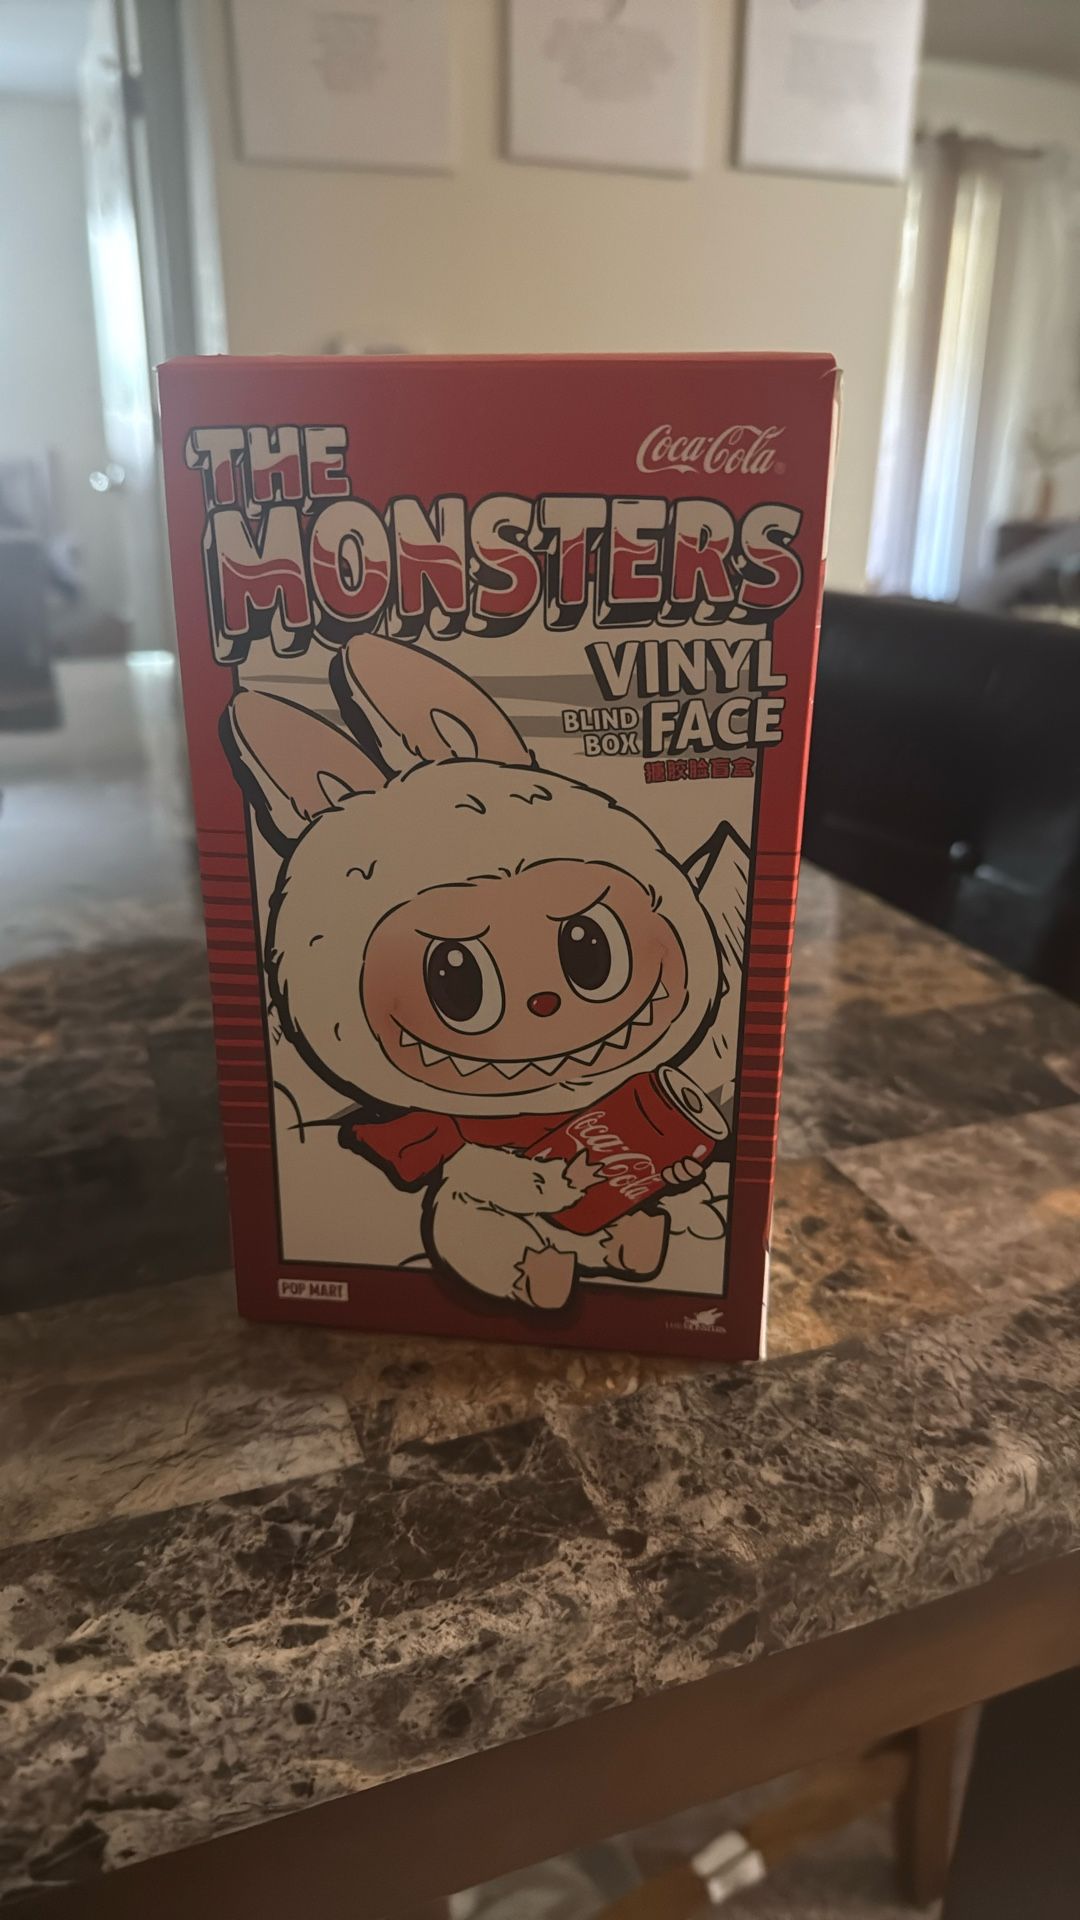 THE
MONSTERS
Coca-Cola
VINYL
BLIND BOX FACE
搪胶脸盲盒
Coca-Cola
POP MART